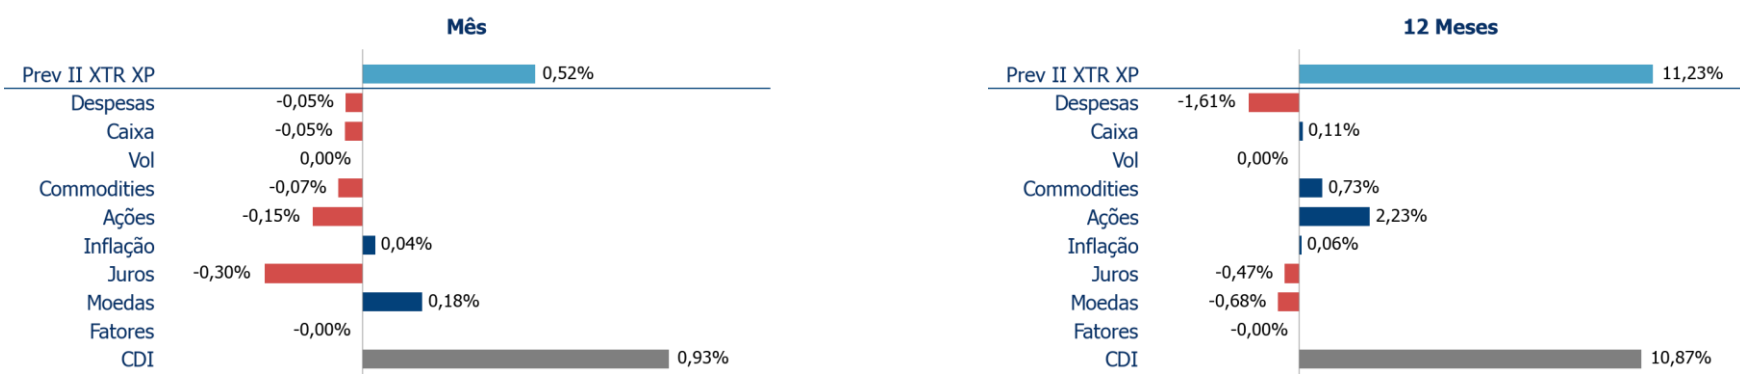 Mês
Prev II XTR XP 0,52%
Despesas -0,05%
Caixa -0,05%
Vol 0,00%
Commodities -0,07%
Ações -0,15%
Inflação 0,04%
Juros -0,30%
Moedas 0,18%
Fatores -0,00%
CDI 0,93%
12 Meses
Prev II XTR XP 11,23%
Despesas -1,61%
Caixa 0,11%
Vol 0,00%
Commodities 0,73%
Ações 2,23%
Inflação 0,06%
Juros -0,47%
Moedas -0,68%
Fatores -0,00%
CDI 10,87%